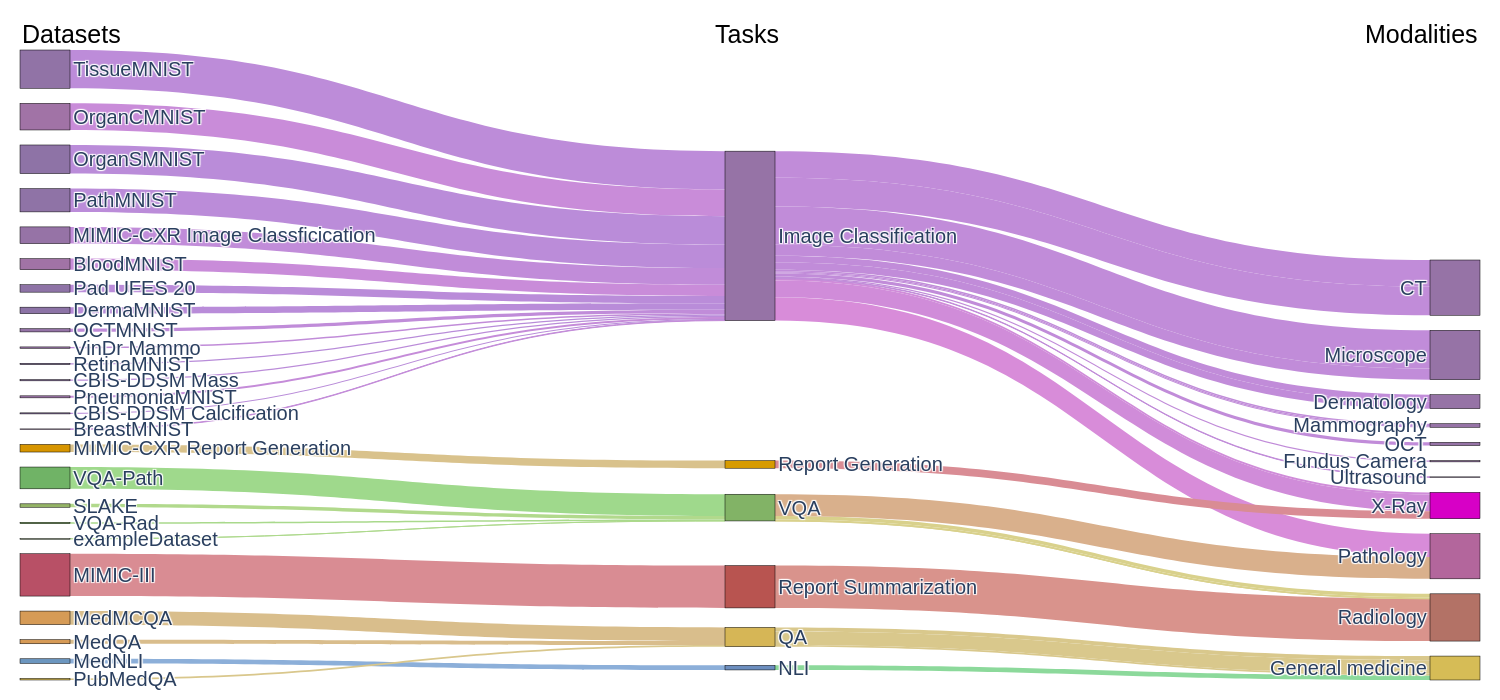 Datasets
Tasks
Modalities
TissueMNIST
OrganCMNIST
OrganSMNIST
PathMNIST
MIMIC-CXR Image Classficication
BloodMNIST
Pad UFES 20
DermaMNIST
OCTMNIST
VinDr Mammo
RetinaMNIST
CBIS-DDSM Mass
PneumoniaMNIST
CBIS-DDSM Calcification
BreastMNIST
MIMIC-CXR Report Generation
VQA-Path
SLAKE
VQA-Rad
exampleDataset
MIMIC-III
MedMCQA
MedQA
MedNLI
PubMedQA
Image Classification
Report Generation
VQA
Report Summarization
QA
NLI
CT
Microscope
Dermatology
Mammography
OCT
Fundus Camera
Ultrasound
X-Ray
Pathology
Radiology
General medicine